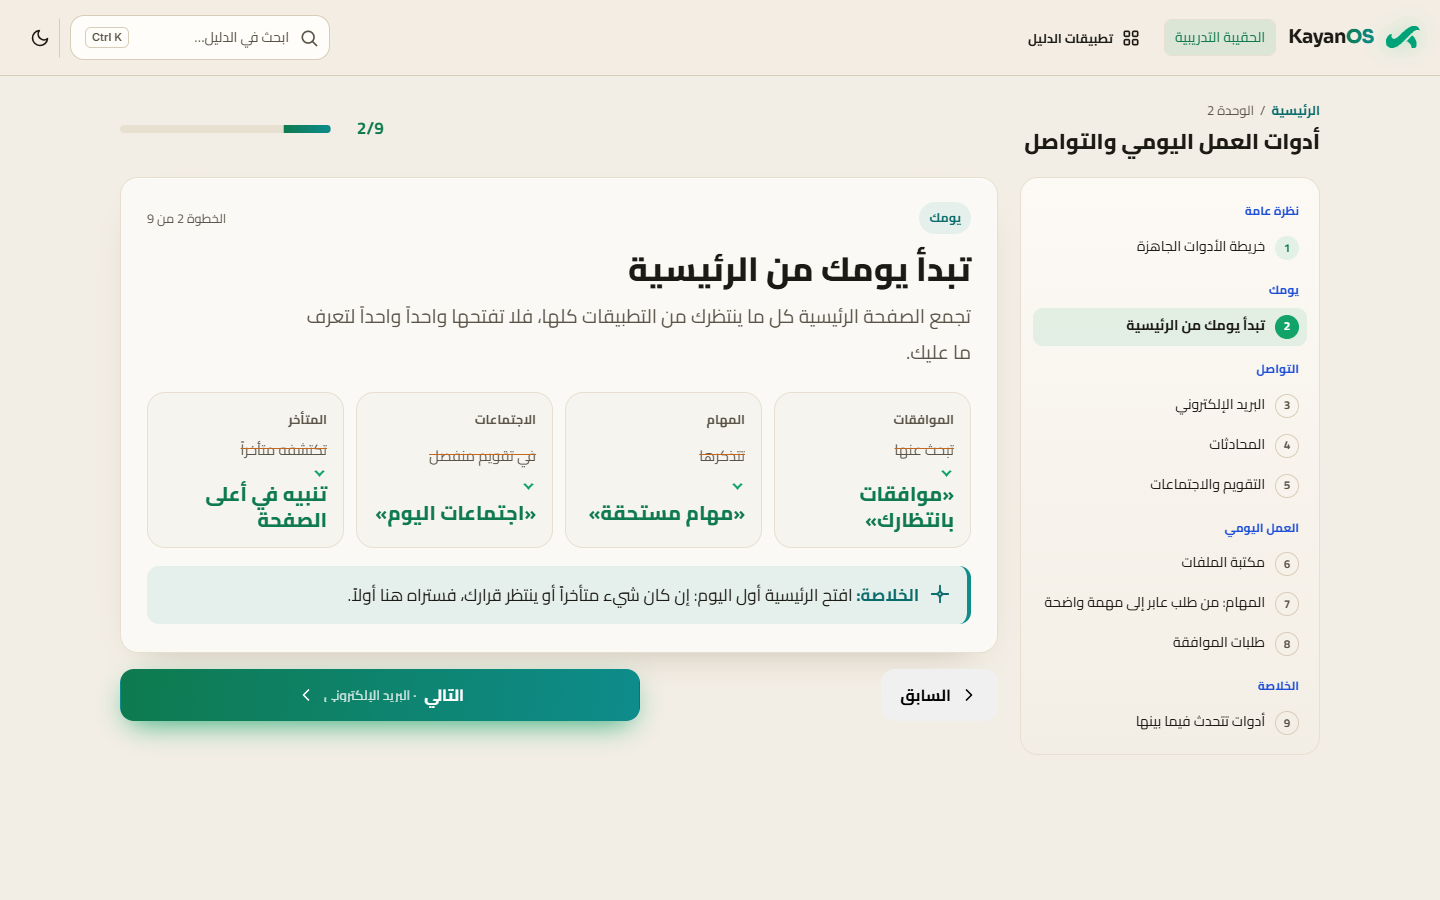 KayanOS
الحقيبة التدريبية
تطبيقات الدليل
ابحث في الدليل...
Ctrl K
الرئيسية / الوحدة 2
أدوات العمل اليومي والتواصل
2/9
نظرة عامة
1 خريطة الأدوات الجاهزة
يومك
2 تبدأ يومك من الرئيسية
التواصل
3 البريد الإلكتروني
4 المحادثات
5 التقويم والاجتماعات
العمل اليومي
6 مكتبة الملفات
7 المهام: من طلب عابر إلى مهمة واضحة
8 طلبات الموافقة
الخلاصة
9 أدوات تتحدث فيما بينها
يومك
الخطوة 2 من 9
تبدأ يومك من الرئيسية
تجمع الصفحة الرئيسية كل ما ينتظرك من التطبيقات كلها، فلا تفتحها واحداً واحداً لتعرف
ما عليك.
الموافقات
تبحث عنها
«موافقات
بانتظارك»
المهام
تتذكرها
«مهام مستحقة»
الاجتماعات
في تقويم منفصل
«اجتماعات اليوم»
المتأخر
تكتشفه متأخراً
تنبيه في أعلى
الصفحة
الخلاصة: افتح الرئيسية أول اليوم: إن كان شيء متأخراً أو ينتظر قرارك، فستراه هنا أولاً.
السابق
التالي · البريد الإلكتروني